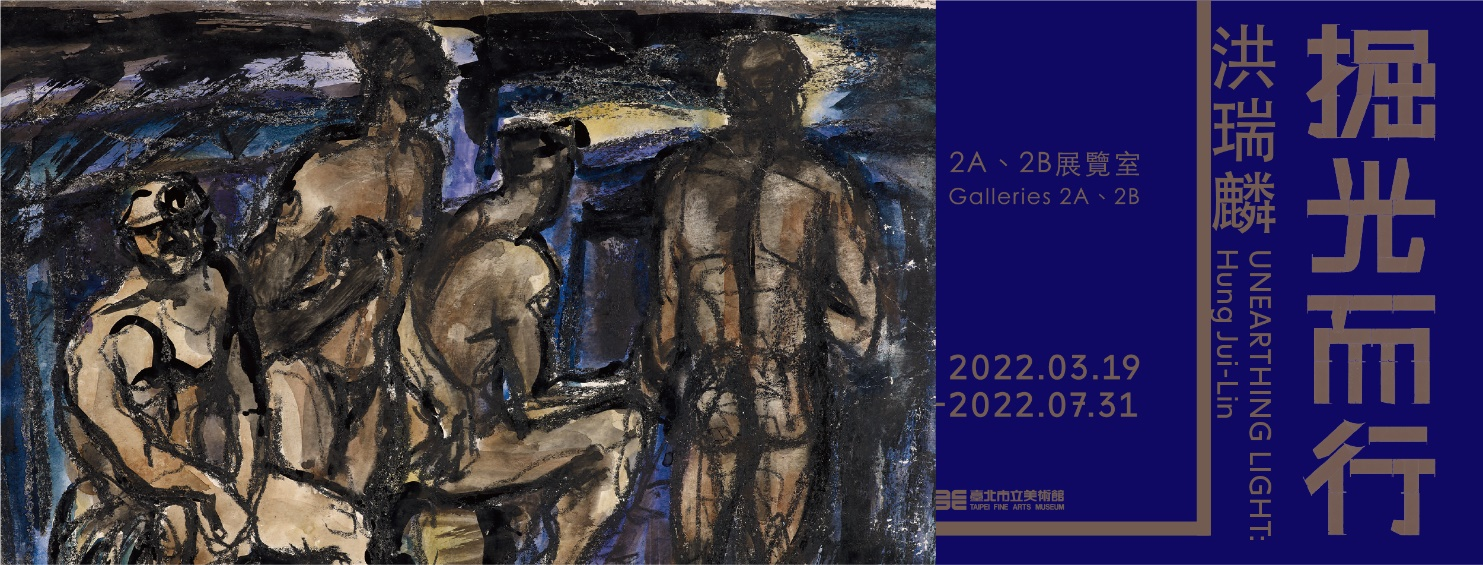 掘光而行
洪瑞麟
UNEARTHING LIGHT:
Hung Jui-Lin
2A、2B展覽室
Galleries 2A、2B
2022.03.19
-2022.07.31
臺北市立美術館
TAIPEI FINE ARTS MUSEUM